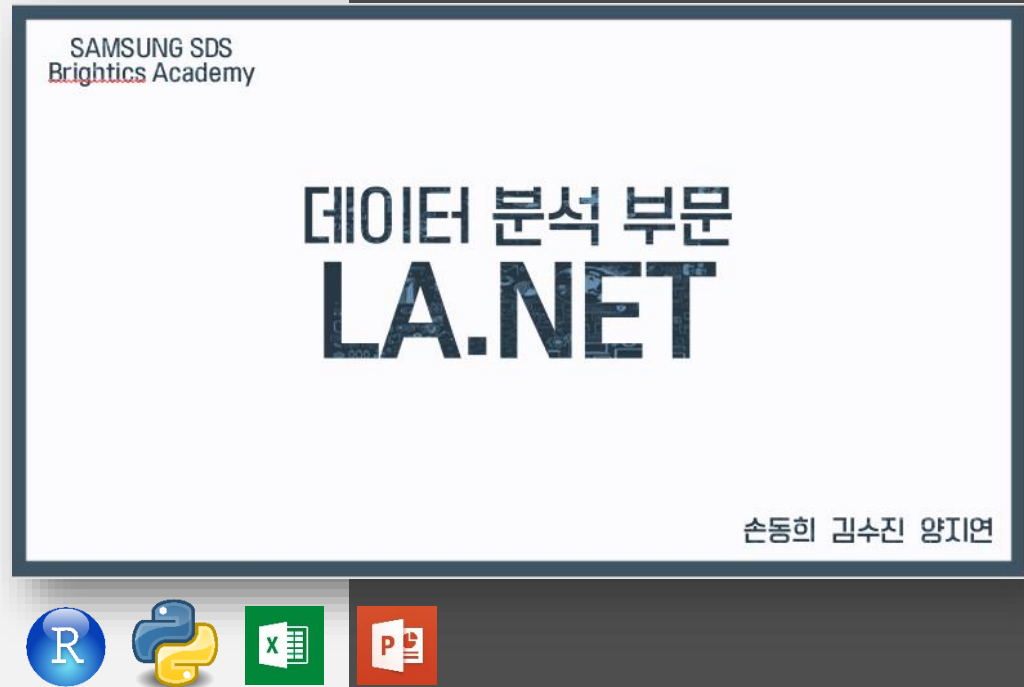 SAMSUNG SDS
Brightics Academy
데이터 분석 부문
LA.NET
손동희 김수진 양지연
R
X
P